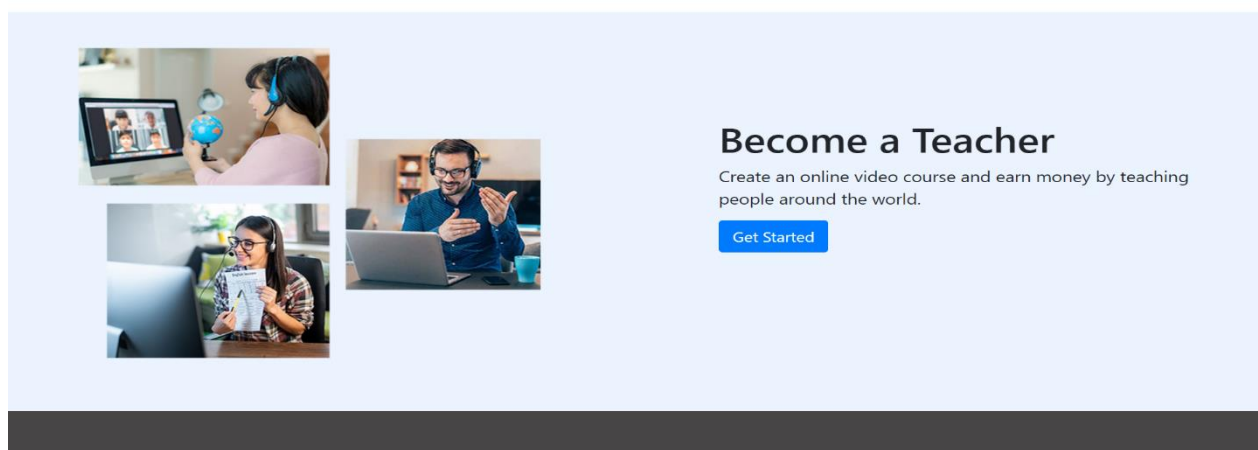 Become a Teacher
Create an online video course and earn money by teaching
people around the world.
Get Started